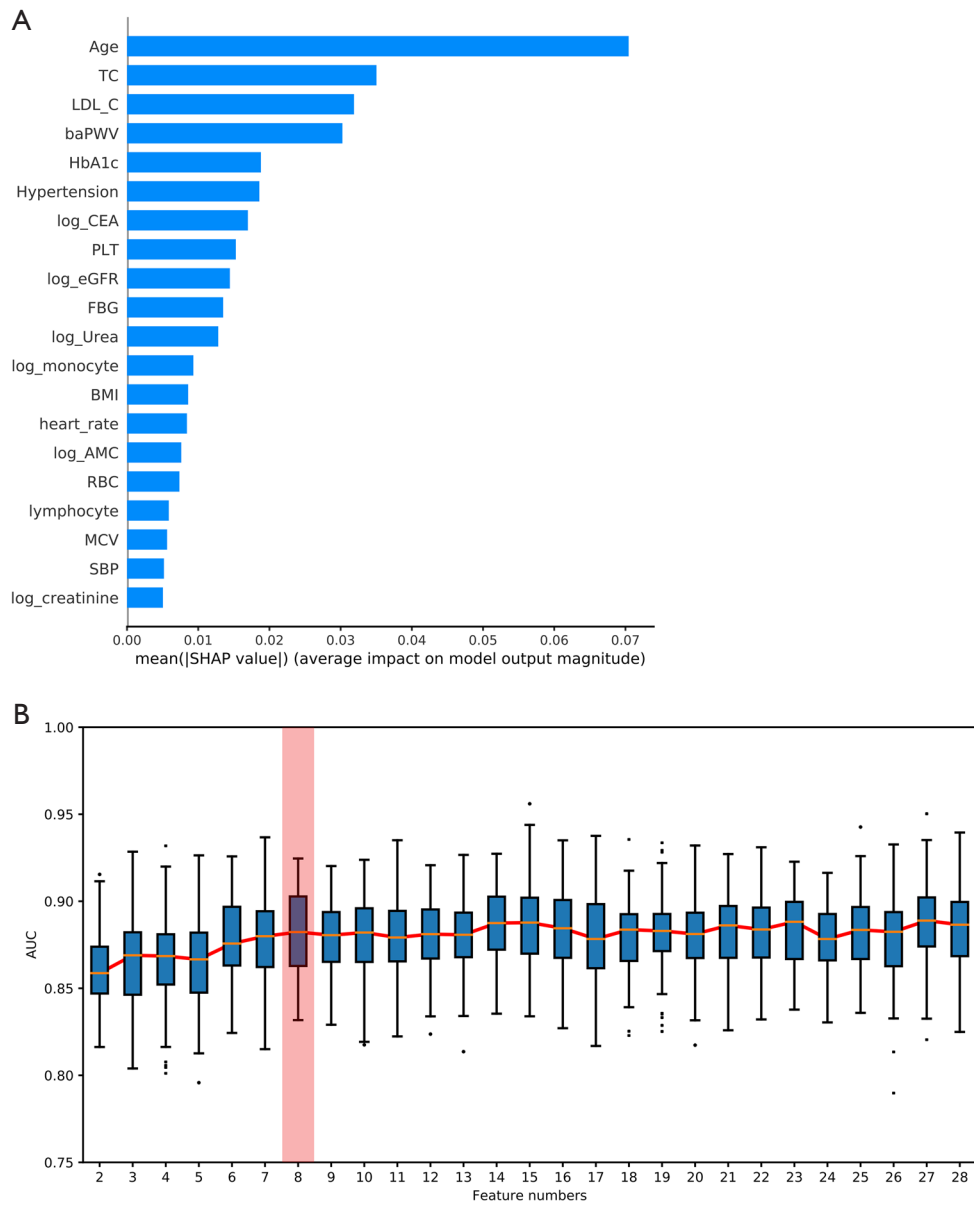 A
Age
TC
LDL_C
baPWV
HbA1c
Hypertension
log_CEA
PLT
log_eGFR
FBG
log_Urea
log_monocyte
BMI
heart_rate
log_AMC
RBC
lymphocyte
MCV
SBP
log_creatinine
0.00 0.01 0.02 0.03 0.04 0.05 0.06 0.07
mean(|SHAP value|) (average impact on model output magnitude)
B
1.00
0.95
0.90
AUC
0.85
0.80
0.75
2 3 4 5 6 7 8 9 10 11 12 13 14 15 16 17 18 19 20 21 22 23 24 25 26 27 28
Feature numbers